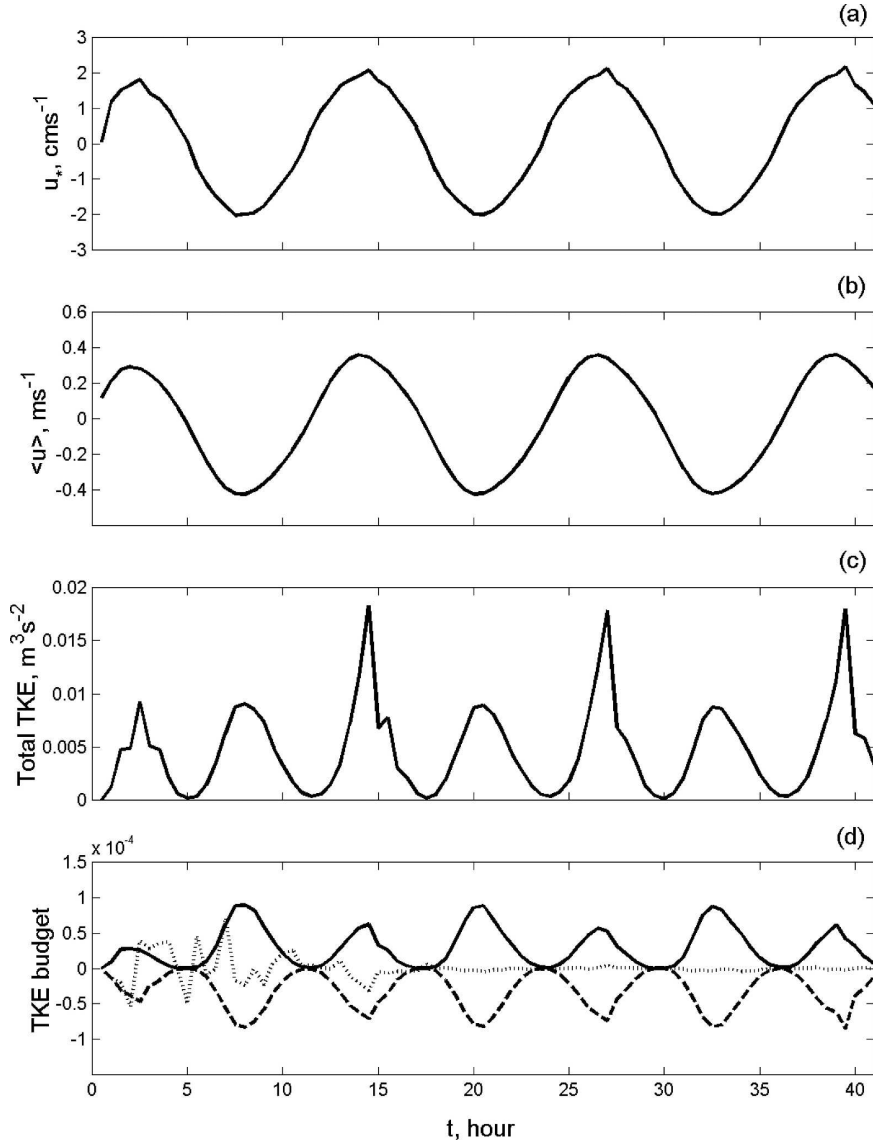 (a)
3
2
1
0
-1
-2
-3
u*, cms⁻¹
(b)
0.6
0.4
0.2
0
-0.2
-0.4
<u>, ms⁻¹
(c)
0.02
0.015
0.01
0.005
0
Total TKE, m³s⁻²
(d)
x 10⁻⁴
1.5
1
0.5
0
-0.5
-1
TKE budget
0 5 10 15 20 25 30 35 40
t, hour